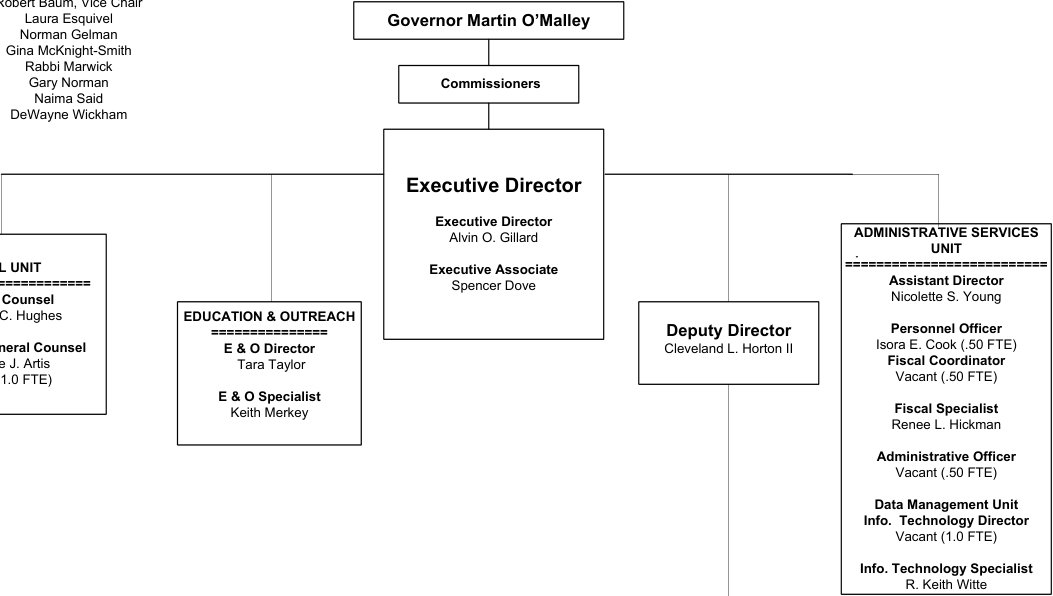 Robert Baum, Vice Chair
Laura Esquivel
Norman Gelman
Gina McKnight-Smith
Rabbi Marwick
Gary Norman
Naima Said
DeWayne Wickham
Governor Martin O’Malley
Commissioners
Executive Director
Executive Director
Alvin O. Gillard
Executive Associate
Spencer Dove
L UNIT
============
Counsel
C. Hughes
neral Counsel
e J. Artis
1.0 FTE)
EDUCATION & OUTREACH
===============
E & O Director
Tara Taylor
E & O Specialist
Keith Merkey
Deputy Director
Cleveland L. Horton II
ADMINISTRATIVE SERVICES
UNIT
==========================
Assistant Director
Nicolette S. Young
Personnel Officer
Isora E. Cook (.50 FTE)
Fiscal Coordinator
Vacant (.50 FTE)
Fiscal Specialist
Renee L. Hickman
Administrative Officer
Vacant (.50 FTE)
Data Management Unit
Info. Technology Director
Vacant (1.0 FTE)
Info. Technology Specialist
R. Keith Witte